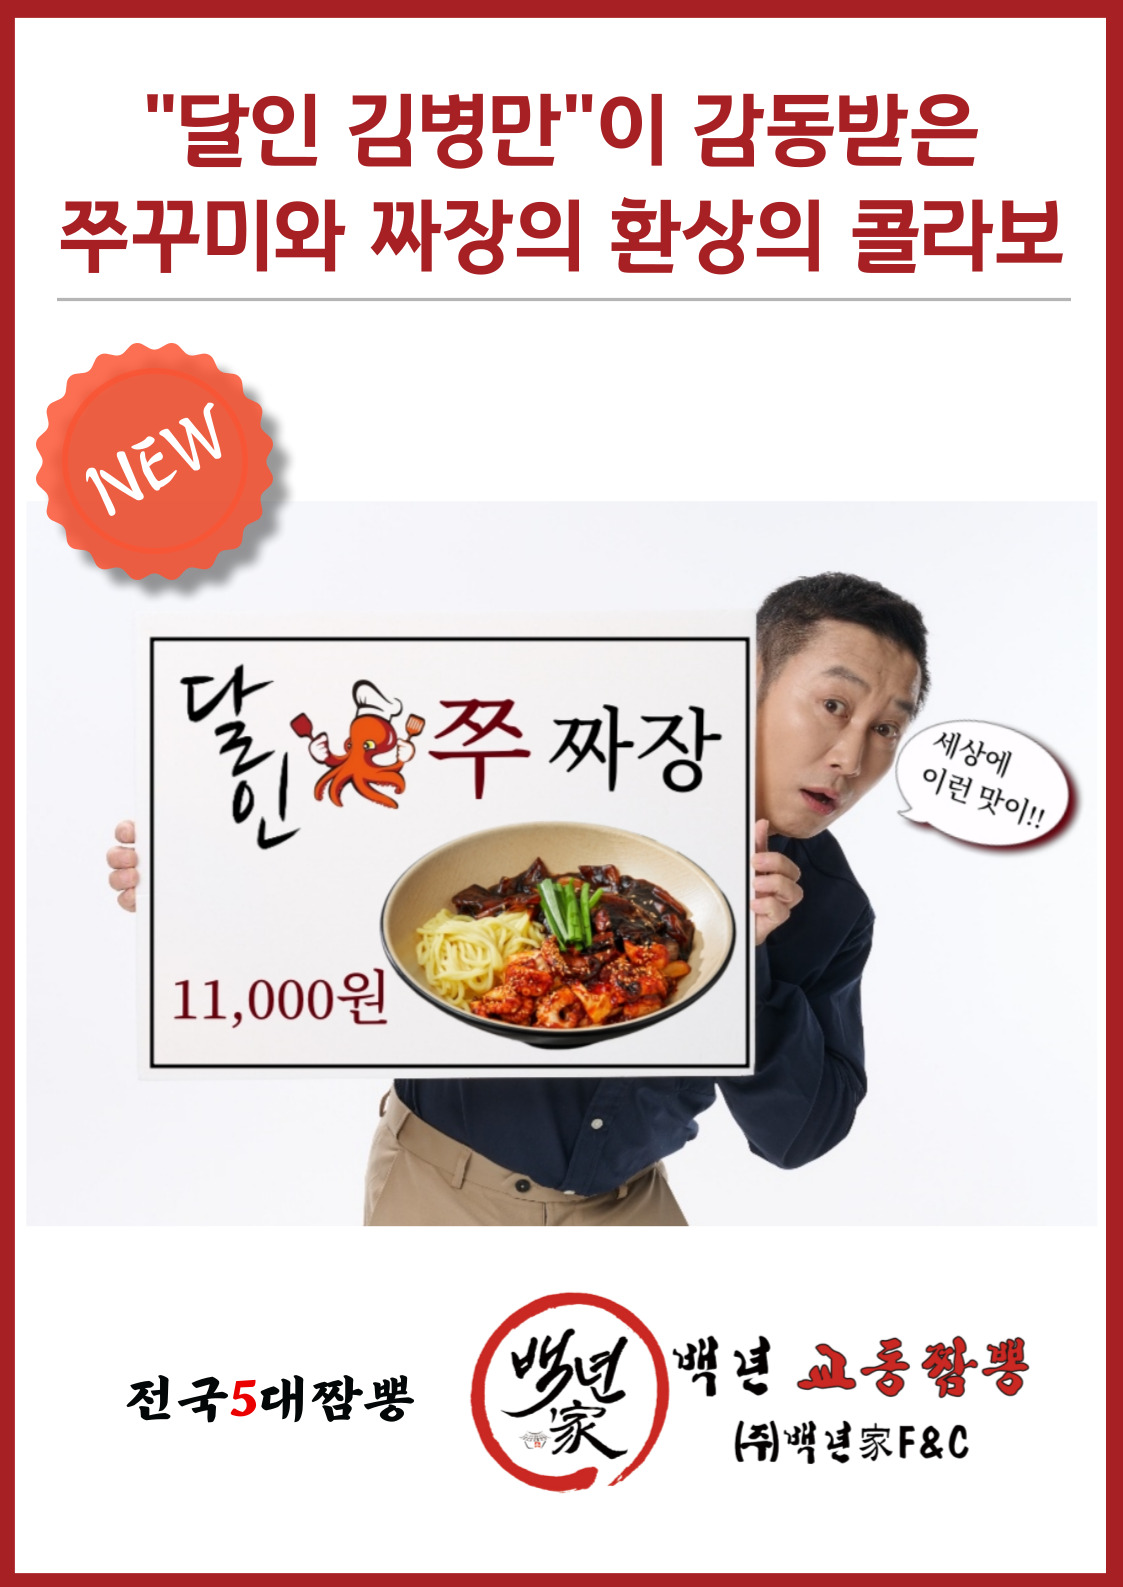 "달인 김병만"이 감동받은
쭈꾸미와 짜장의 환상의 콜라보
NEW
달인 쭈 짜장
세상에
이런 맛이!!
11,000원
전국5대짬뽕
백년家
백년 교동짬뽕
(주)백년家F&C